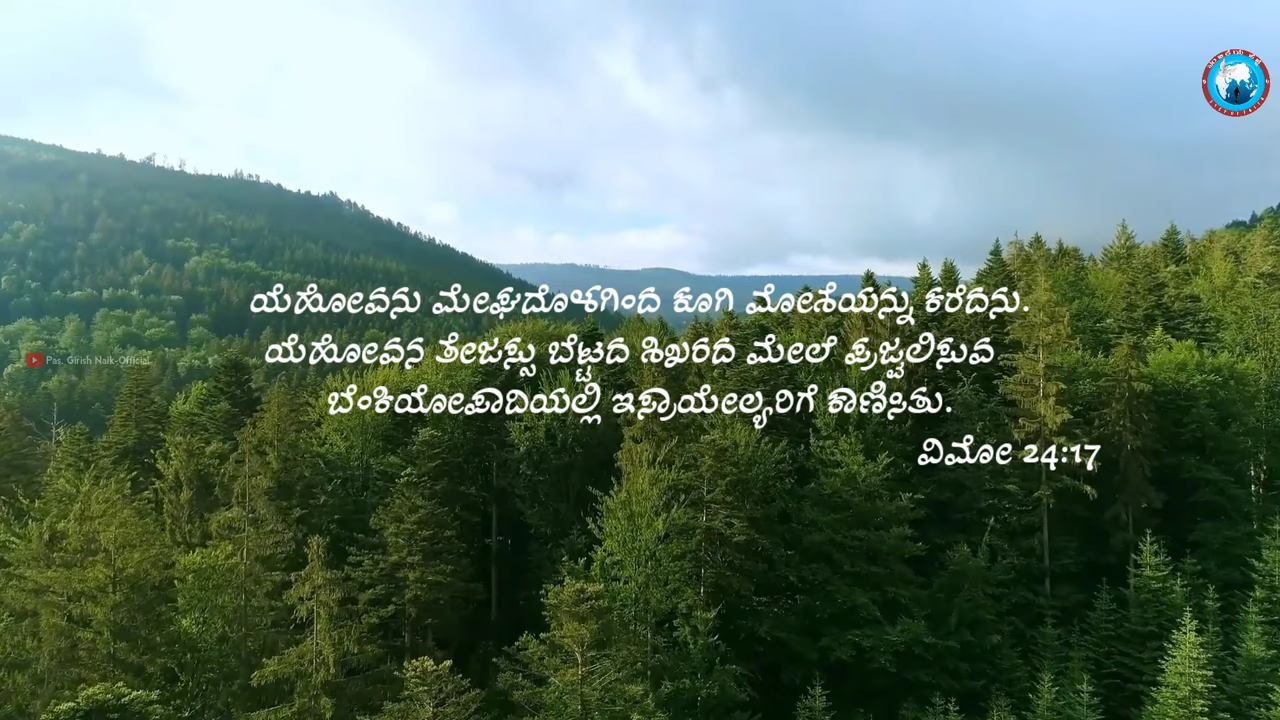 ಯೆಹೋವನು ಮೇಘದೊಳಗಿಂದ ಕೂಗಿ ಮೋಶೆಯನ್ನು ಕರೆದನು.
ಯೆಹೋವನ ತೇಜಸ್ಸು ಬೆಟ್ಟದ ಶಿಖರದ ಮೇಲೆ ಪ್ರಜ್ವಲಿಸುವ
Pas. Girish Naik-Official
ಬೆಂಕಿಯೋಪಾದಿಯಲ್ಲಿ ಇಸ್ರಾಯೇಲ್ಯರಿಗೆ ಕಾಣಿಸಿತು.
ವಿಮೋ 24:17